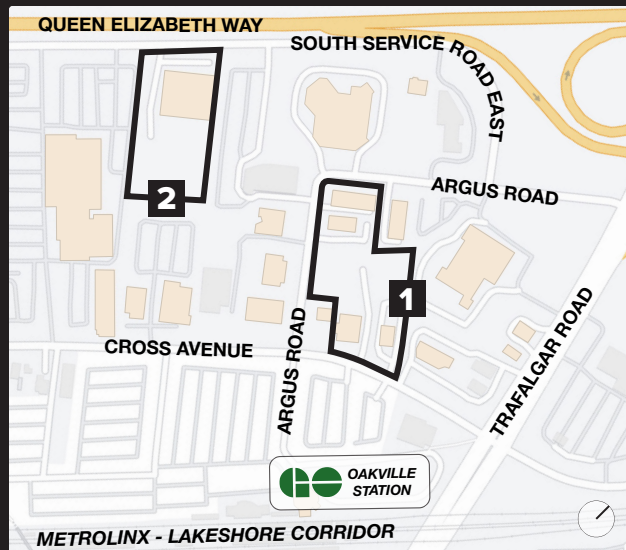 QUEEN ELIZABETH WAY
SOUTH SERVICE ROAD EAST
ARGUS ROAD
2
1
CROSS AVENUE
ARGUS ROAD
TRAFALGAR ROAD
GO
OAKVILLE
STATION
METROLINX - LAKESHORE CORRIDOR